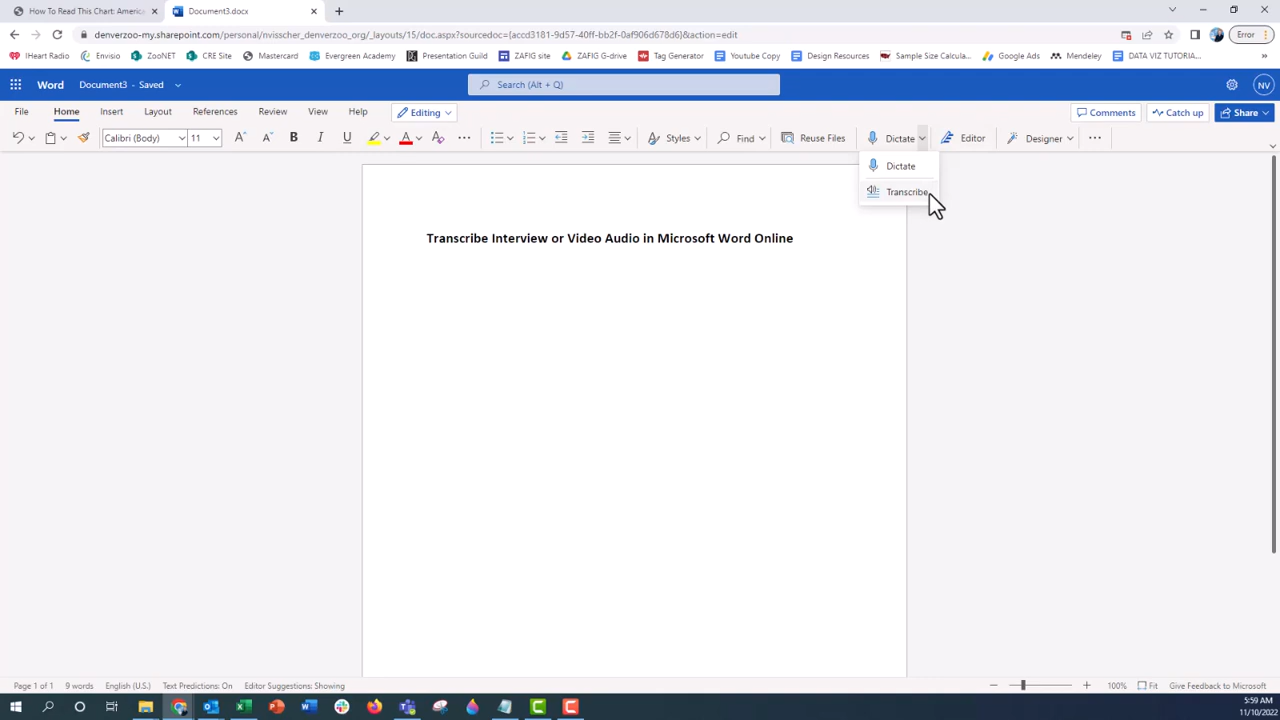 How To Read This Chart: America
Document3.docx
denverzoo-my.sharepoint.com/personal/nvisscher_denverzoo_org/_layouts/15/doc.aspx?sourcedoc={accd3181-9d57-40ff-bb2f-0af906d678d6}&action=edit
Error
IHeart Radio Envisio ZooNET CRE Site Mastercard Evergreen Academy Presentation Guild ZAFIG site ZAFIG G-drive Tag Generator Youtube Copy Design Resources Sample Size Calcula... Google Ads Mendeley DATA VIZ TUTORIA...
Word Document3 - Saved Search (Alt + Q) NV
File Home Insert Layout References Review View Help Editing Comments Catch up Share
Calibri (Body) 11 B I U A Styles Find Reuse Files Dictate Editor Designer
Dictate
Transcribe
Transcribe Interview or Video Audio in Microsoft Word Online
Page 1 of 1 9 words English (U.S.) Text Predictions: On Editor Suggestions: Showing 100% Fit Give Feedback to Microsoft
5:59 AM
11/10/2022